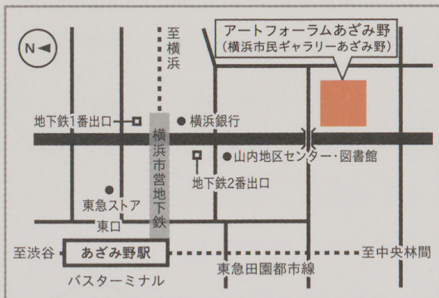 アートフォーラムあざみ野
(横浜市民ギャラリーあざみ野)
至横浜
N
地下鉄1番出口
横浜銀行
横浜市営地下鉄
山内地区センター・図書館
地下鉄2番出口
東急ストア
東口
至渋谷
あざみ野駅
至中央林間
東急田園都市線
バスターミナル